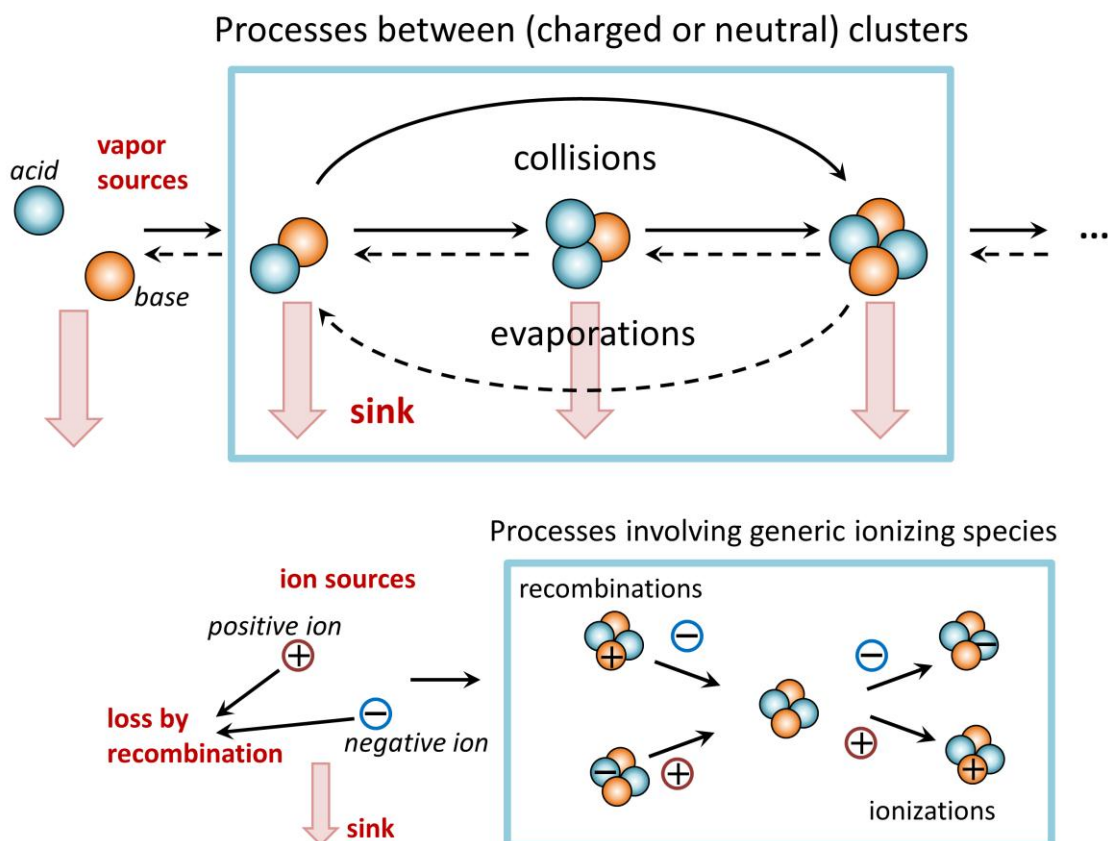 Processes between (charged or neutral) clusters
vapor
sources
acid
base
collisions
evaporations
sink
...
Processes involving generic ionizing species
ion sources
positive ion
negative ion
loss by
recombination
sink
recombinations
+
−
−
+
−
+
−
+
−
+
ionizations